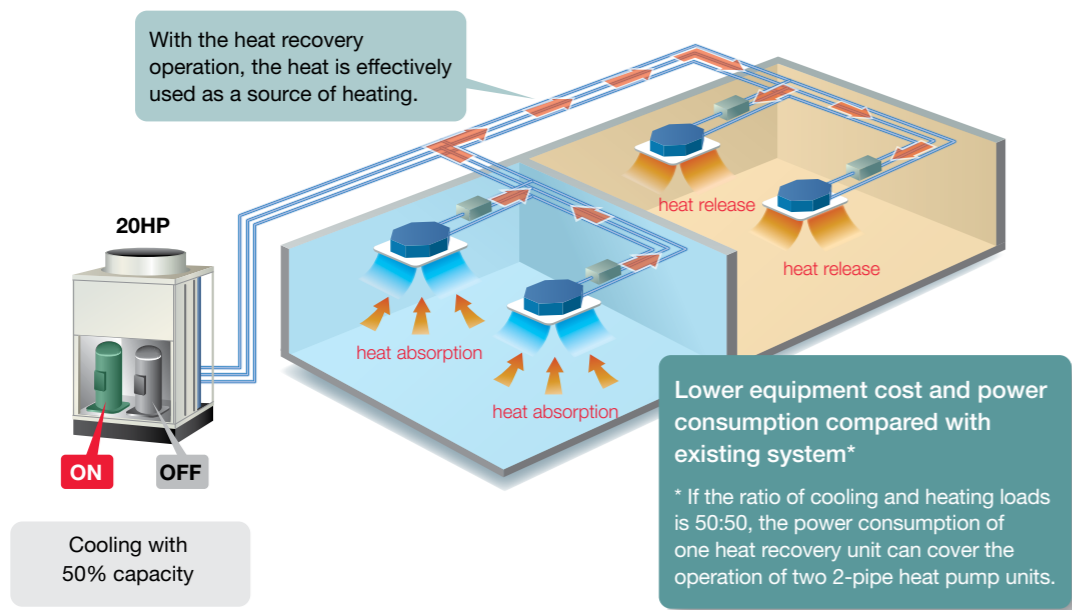 With the heat recovery
operation, the heat is effectively
used as a source of heating.
20HP
ON
OFF
Cooling with
50% capacity
heat absorption
heat absorption
heat release
heat release
Lower equipment cost and power
consumption compared with
existing system*
* If the ratio of cooling and heating loads
is 50:50, the power consumption of
one heat recovery unit can cover the
operation of two 2-pipe heat pump units.